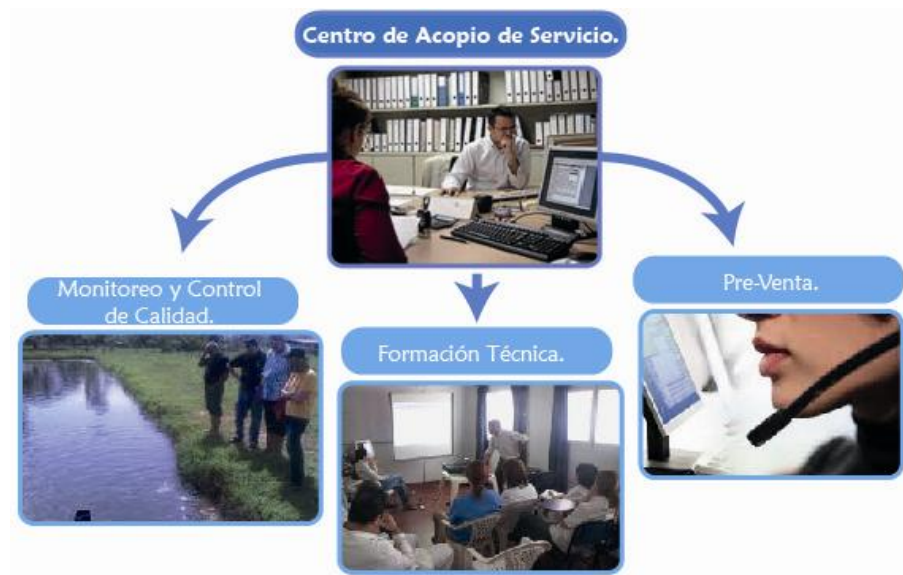 Centro de Acopio de Servicio.
Monitoreo y Control
de Calidad.
Formación Técnica.
Pre-Venta.